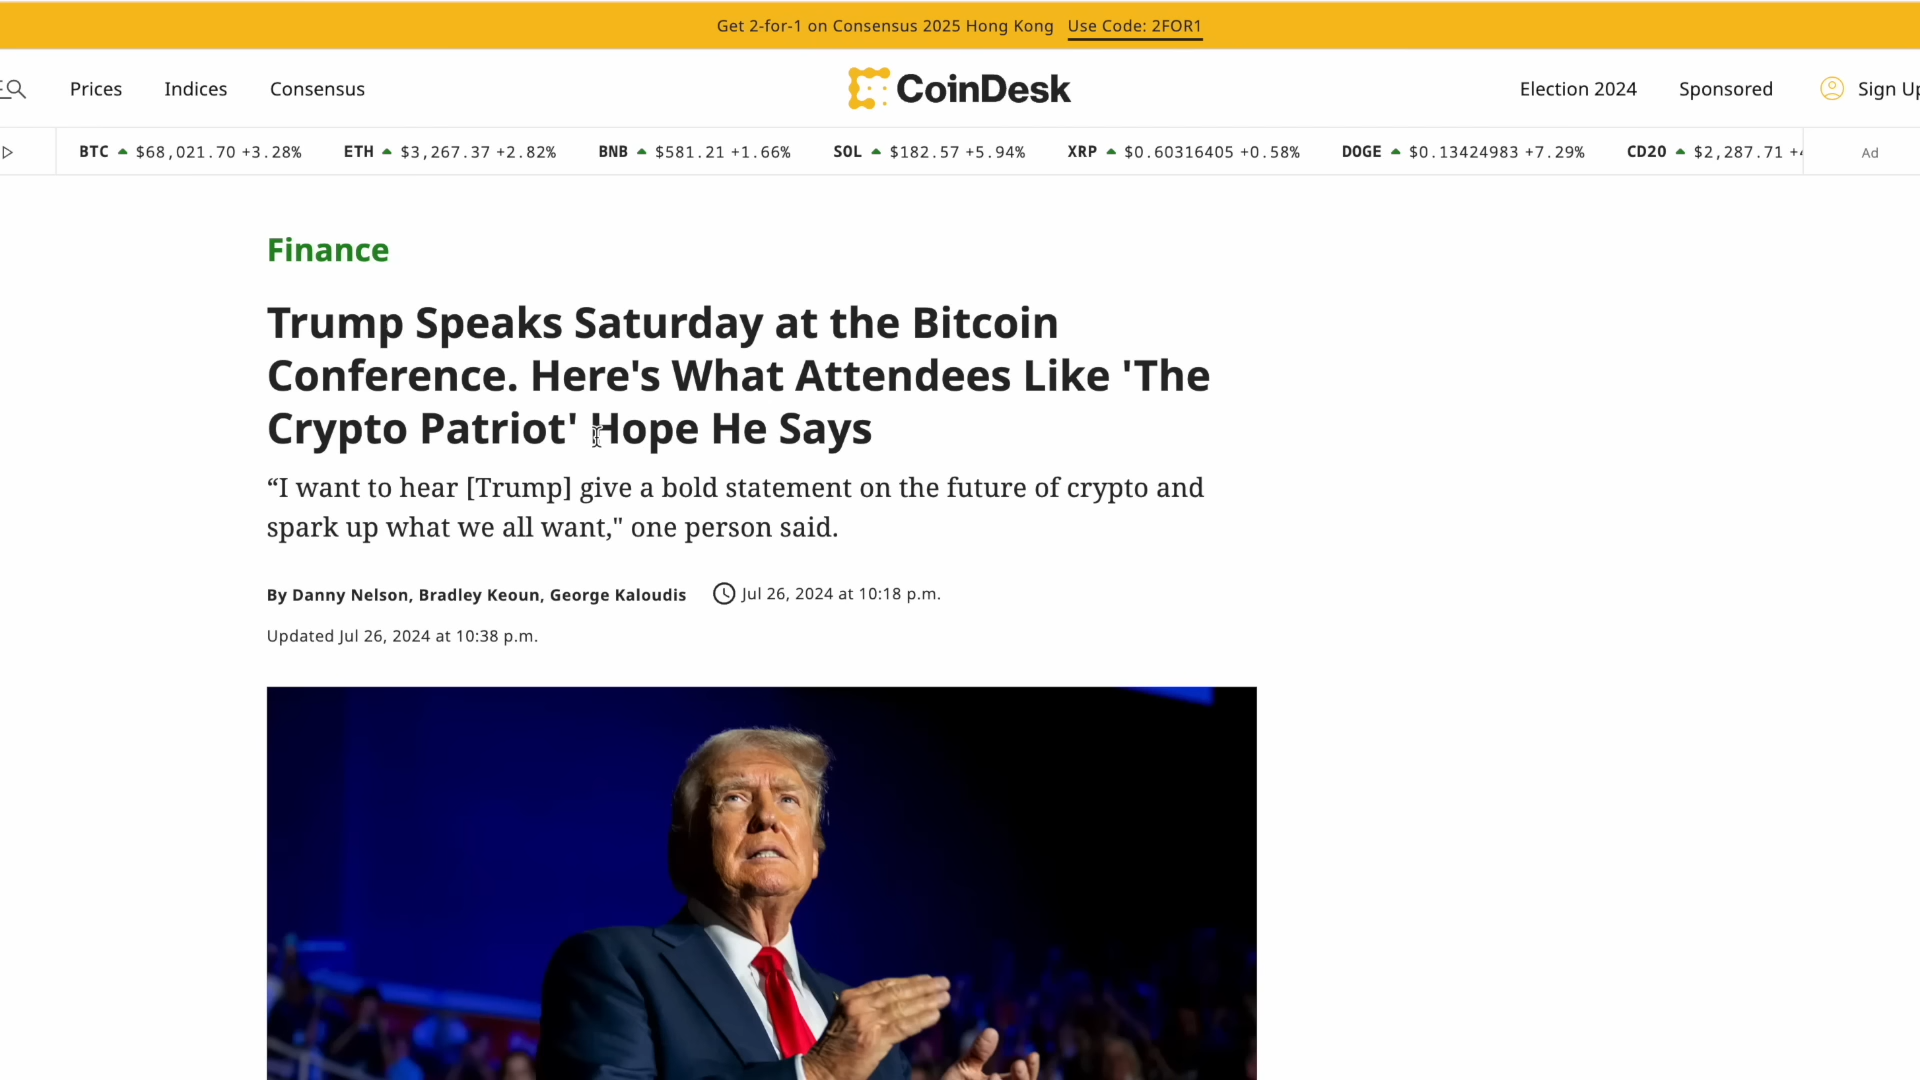 Get 2-for-1 on Consensus 2025 Hong Kong Use Code: 2FOR1
Prices Indices Consensus CoinDesk Election 2024 Sponsored Sign Up
BTC $68,021.70 +3.28% ETH $3,267.37 +2.82% BNB $581.21 +1.66% SOL $182.57 +5.94% XRP $0.60316405 +0.58% DOGE $0.13424983 +7.29% CD20 $2,287.71 Ad
Finance
Trump Speaks Saturday at the Bitcoin
Conference. Here's What Attendees Like 'The
Crypto Patriot' Hope He Says
“I want to hear [Trump] give a bold statement on the future of crypto and
spark up what we all want," one person said.
By Danny Nelson, Bradley Keoun, George Kaloudis Jul 26, 2024 at 10:18 p.m.
Updated Jul 26, 2024 at 10:38 p.m.